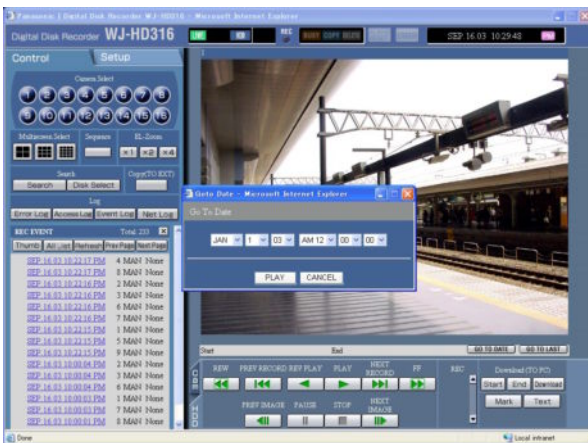 Panasonic | Digital Disk Recorder WJ-HD316 - Microsoft Internet Explorer
Digital Disk Recorder WJ-HD316
LIVE
REC
BUSY COPY DELETE
SEP 16.03 10:29:48 PM
Control
Setup
Camera Select
1 2 3 4 5 6 7 8
9 10 11 12 13 14 15 16
Multiscreen Select
Sequence
EL-Zoom
×1 ×2 ×4
Search
Copy(TO EXT)
Search
Disk Select
Log
Error Log
Access Log
Event Log
Net Log
REC EVENT
Total: 233
Thumb
All List
Refresh
Prev Page
Next Page
SEP 16.03 10:22:17 PM 4 MAN None
SEP 16.03 10:22:17 PM 8 MAN None
SEP 16.03 10:22:16 PM 2 MAN None
SEP 16.03 10:22:16 PM 3 MAN None
SEP 16.03 10:22:16 PM 6 MAN None
SEP 16.03 10:22:16 PM 7 MAN None
SEP 16.03 10:22:15 PM 1 MAN None
SEP 16.03 10:22:15 PM 5 MAN None
SEP 16.03 10:22:15 PM 9 MAN None
SEP 16.03 10:00:04 PM 2 MAN None
SEP 16.03 10:00:04 PM 3 MAN None
SEP 16.03 10:00:04 PM 6 MAN None
SEP 16.03 10:00:03 PM 1 MAN None
SEP 16.03 10:00:03 PM 7 MAN None
1
Goto Date - Microsoft Internet Explorer
Go To Date
JAN 1 03 AM 12 00 00
PLAY
CANCEL
Start
End
GO TO DATE
GO TO LAST
REW
PREV RECORD
REV PLAY
PLAY
NEXT RECORD
FF
REC
Download (TO PC)
Start
End
Download
PREV IMAGE
PAUSE
STOP
NEXT IMAGE
Mark
Text
HDD
Done
Local intranet